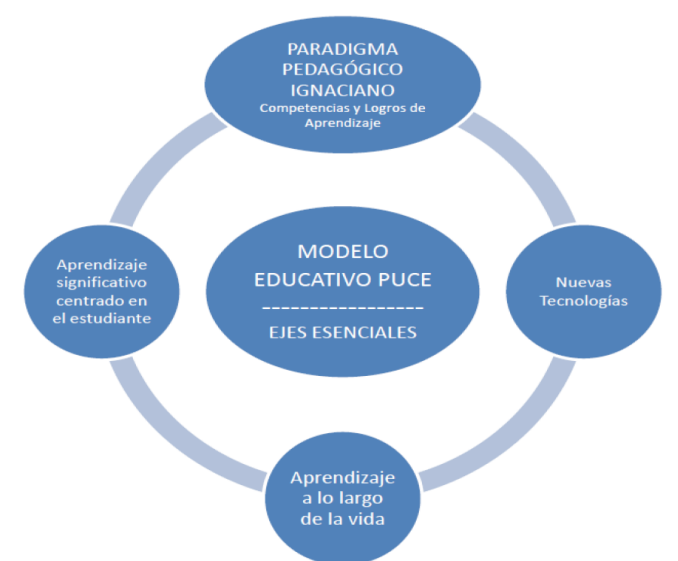 PARADIGMA
PEDAGÓGICO
IGNACIANO
Competencias y Logros de
Aprendizaje
Aprendizaje
significativo
centrado en
el estudiante
MODELO
EDUCATIVO PUCE
-----------------
EJES ESENCIALES
Nuevas
Tecnologías
Aprendizaje
a lo largo
de la vida